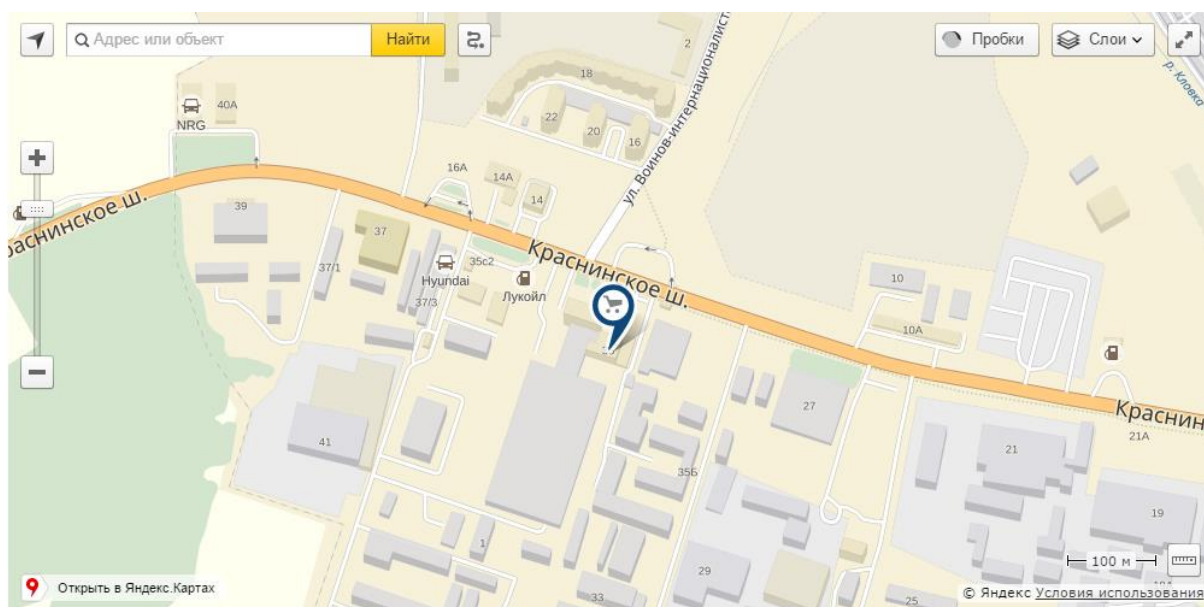 Адрес или объект
Найти
Пробки
Слои
р. Кловка
ул. Воинов-интернационалист
2
18
22
20
16
40А
NRG
16А
14А
14
39
37
37/1
37/3
Hyundai
35с2
Лукойл
Краснинское ш.
раснинское ш.
10
10А
27
41
35Б
21
21А
Краснин
19
1
29
33
25
100 м
Открыть в Яндекс.Картах
© Яндекс Условия использования